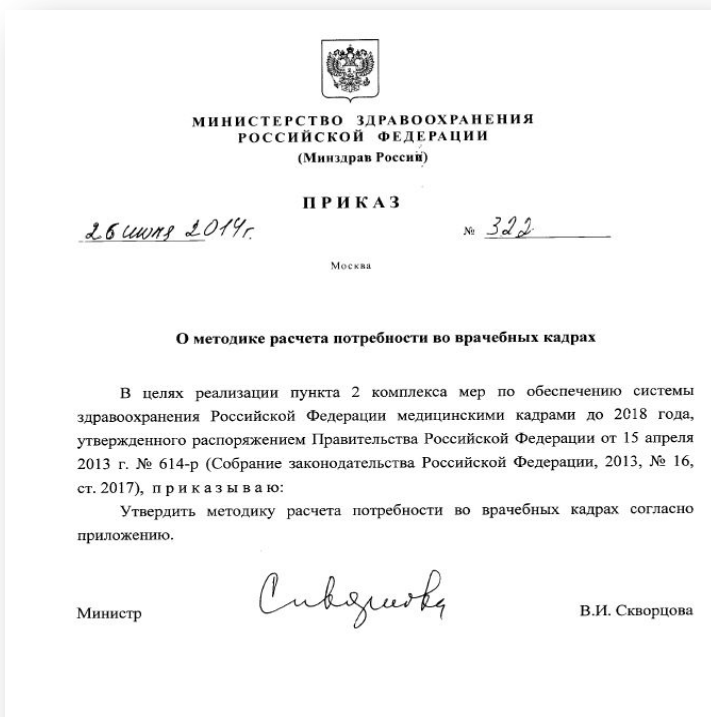 МИНИСТЕРСТВО ЗДРАВООХРАНЕНИЯ
РОССИЙСКОЙ ФЕДЕРАЦИИ
(Минздрав России)
ПРИКАЗ
26 июня 2014г. № 322
Москва
О методике расчета потребности во врачебных кадрах
В целях реализации пункта 2 комплекса мер по обеспечению системы
здравоохранения Российской Федерации медицинскими кадрами до 2018 года,
утвержденного распоряжением Правительства Российской Федерации от 15 апреля
2013 г. № 614-р (Собрание законодательства Российской Федерации, 2013, № 16,
ст. 2017), п р и к а з ы в а ю:
Утвердить методику расчета потребности во врачебных кадрах согласно
приложению.
Министр В.И. Скворцова